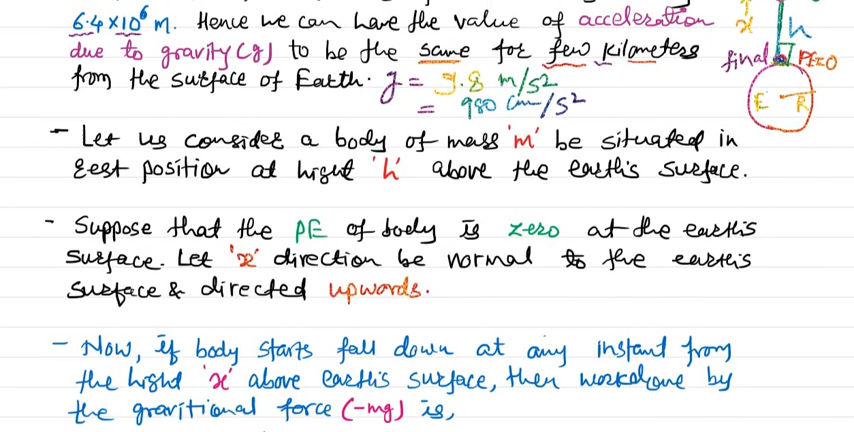 6.4×10⁶ m. Hence we can have the value of acceleration
due to gravity (g) to be the same for few kilometers
from the surface of Earth. g = 9.8 m/s²
= 980 cm/s²
x
h
final
PE=0
E R
- Let us consider a body of mass 'm' be situated in
rest position at hight 'h' above the earth's surface.
- Suppose that the PE of body is zero at the earth's
surface. Let 'x' direction be normal to the earth's
surface & directed upwards.
- Now, if body starts fall down at any instant from
the hight 'x' above earth's surface, then workdone by
the gravitional force (-mg) is,